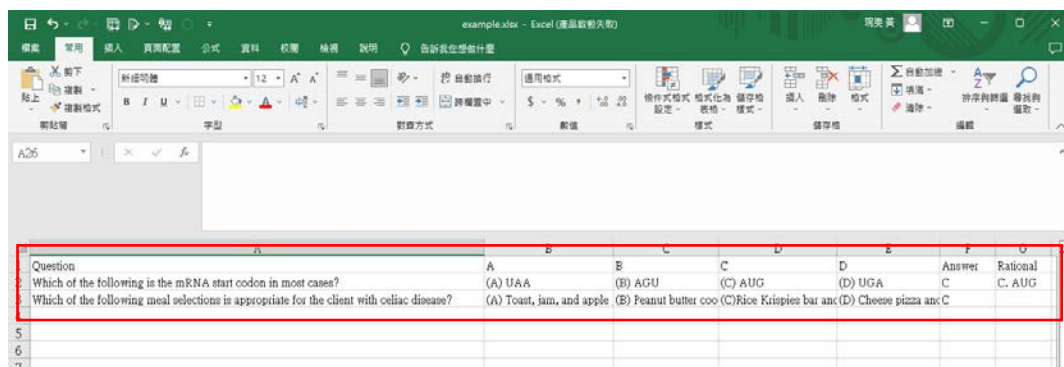 example.xlsx - Excel (產品啟動失敗)
檔案 常用 插入 頁面配置 公式 資料 校閱 檢視 說明 告訴我您想做什麼
貼上 剪下 複製 複製格式
新細明體 12 A A
B I U A
自動換行 跨欄置中
通用格式
$ % ,
條件式格式設定 格式化為表格 儲存格樣式
插入 刪除 格式
自動加總 填滿 清除
排序與篩選 尋找與選取
剪貼簿 字型 對齊方式 數值 樣式 儲存格 編輯
A26 fx
A B C D E F G
1 Question A B C D Answer Rational
2 Which of the following is the mRNA start codon in most cases? (A) UAA (B) AGU (C) AUG (D) UGA C C. AUG
3 Which of the following meal selections is appropriate for the client with celiac disease? (A) Toast, jam, and apple (B) Peanut butter coo (C)Rice Krispies bar anc (D) Cheese pizza anc C
4
5
6
7